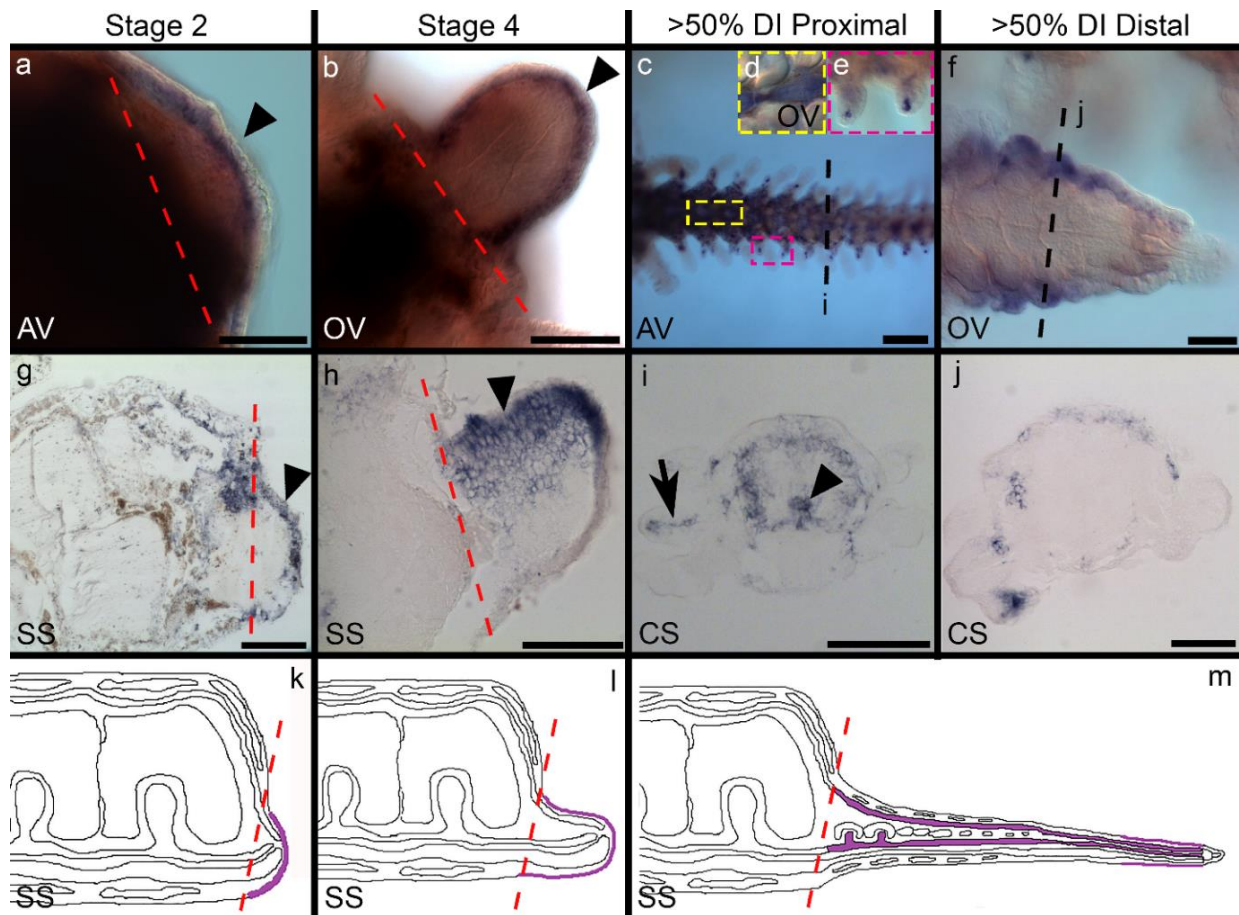 Stage 2
Stage 4
>50% DI Proximal
>50% DI Distal
a
AV
b
OV
c
d
OV
e
i
AV
f
j
OV
g
SS
h
SS
i
CS
j
CS
k
SS
l
SS
m
SS